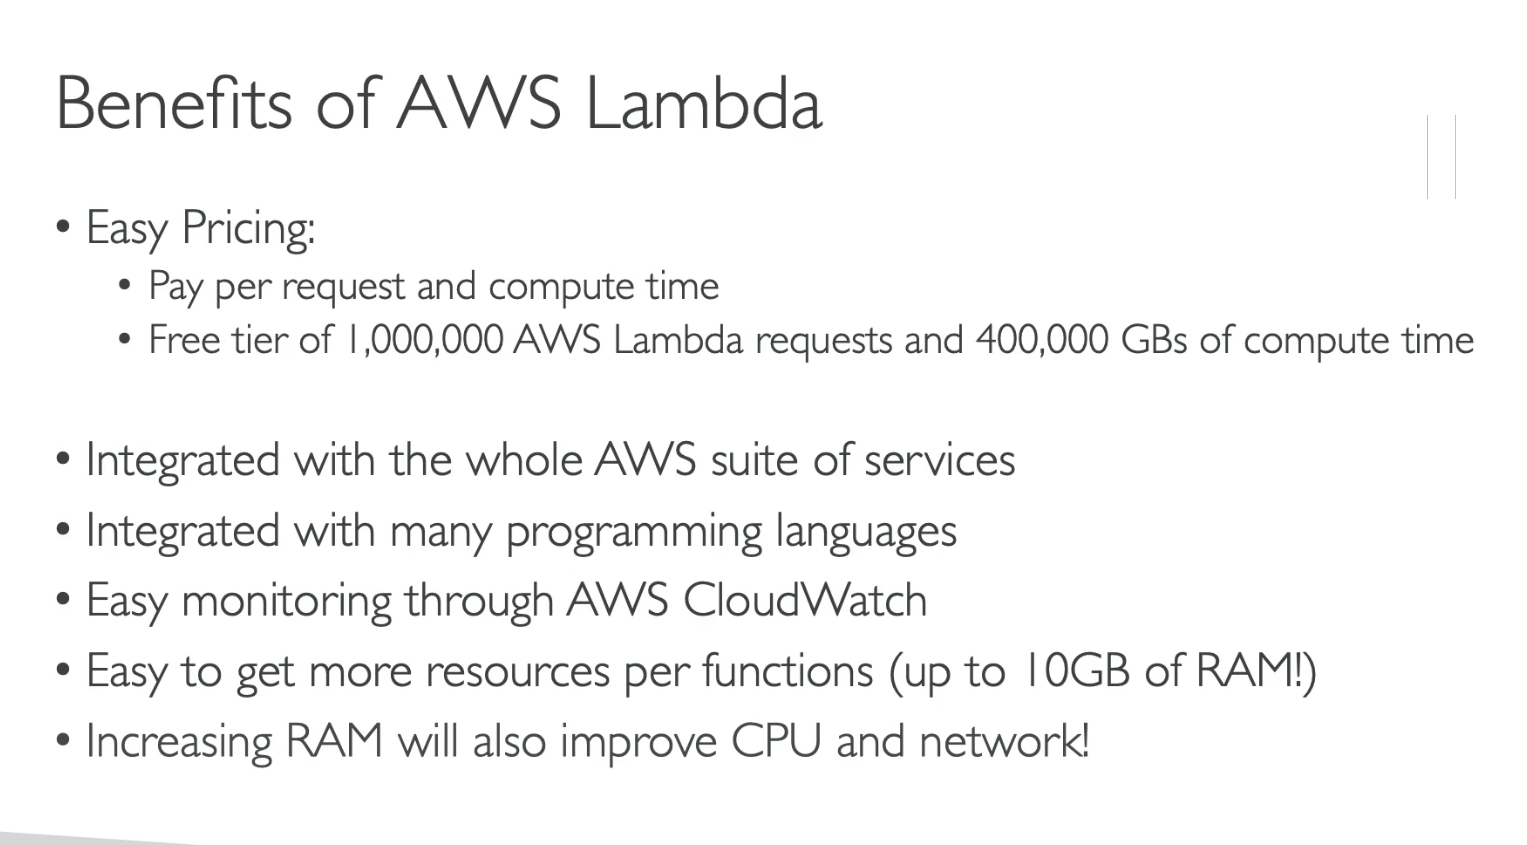 Benefits of AWS Lambda
• Easy Pricing:
• Pay per request and compute time
• Free tier of 1,000,000 AWS Lambda requests and 400,000 GBs of compute time
• Integrated with the whole AWS suite of services
• Integrated with many programming languages
• Easy monitoring through AWS CloudWatch
• Easy to get more resources per functions (up to 10GB of RAM!)
• Increasing RAM will also improve CPU and network!